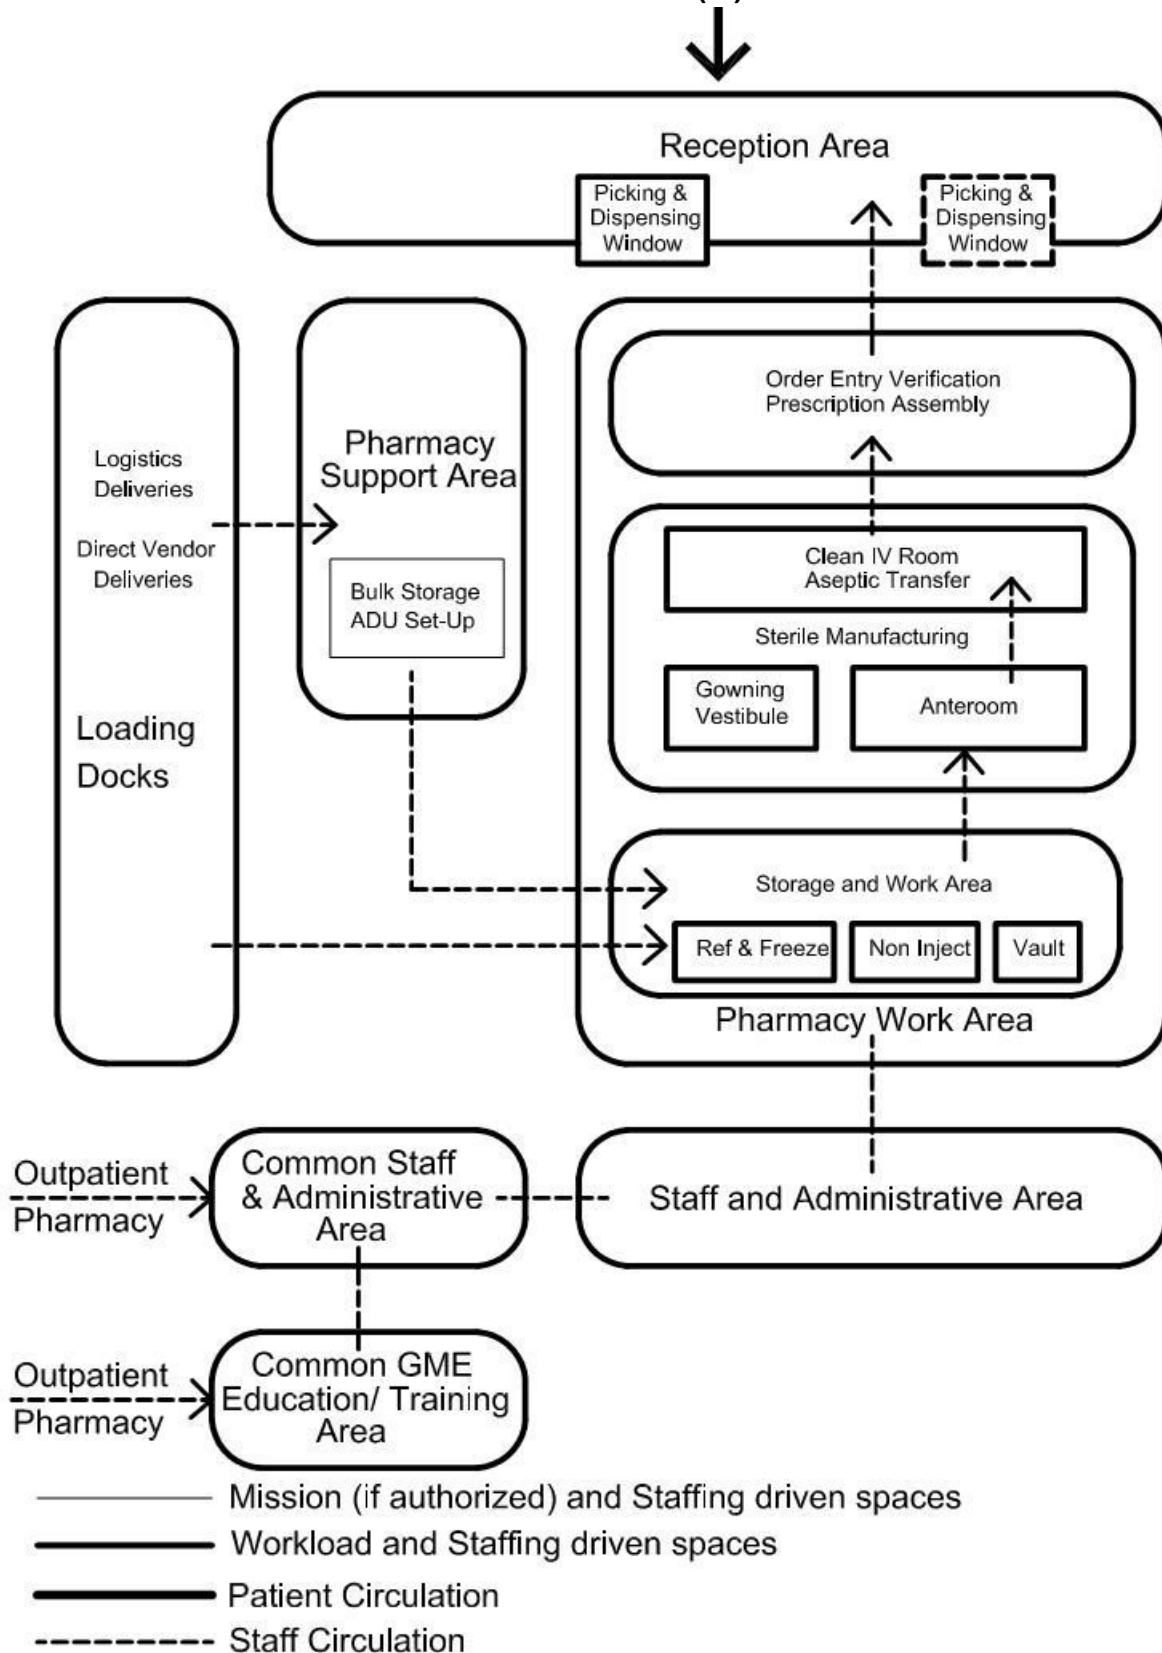 Reception Area
Picking &
Dispensing
Window
Picking &
Dispensing
Window
Order Entry Verification
Prescription Assembly
Logistics
Deliveries
Direct Vendor
Deliveries
Loading
Docks
Pharmacy
Support Area
Bulk Storage
ADU Set-Up
Clean IV Room
Aseptic Transfer
Sterile Manufacturing
Gowning
Vestibule
Anteroom
Storage and Work Area
Ref & Freeze
Non Inject
Vault
Pharmacy Work Area
Outpatient
Pharmacy
Common Staff
& Administrative
Area
Staff and Administrative Area
Outpatient
Pharmacy
Common GME
Education/ Training
Area
Mission (if authorized) and Staffing driven spaces
Workload and Staffing driven spaces
Patient Circulation
Staff Circulation